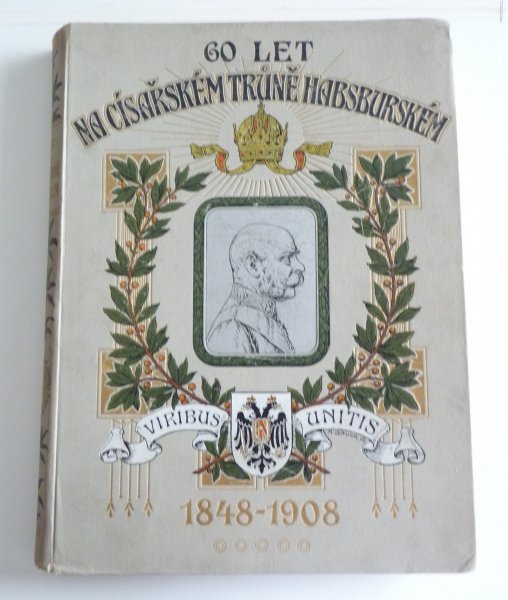 60 LET
NA CÍSAŘSKÉM TRŮNĚ HABSBURSKÉM
VIRIBUS UNITIS
1848-1908